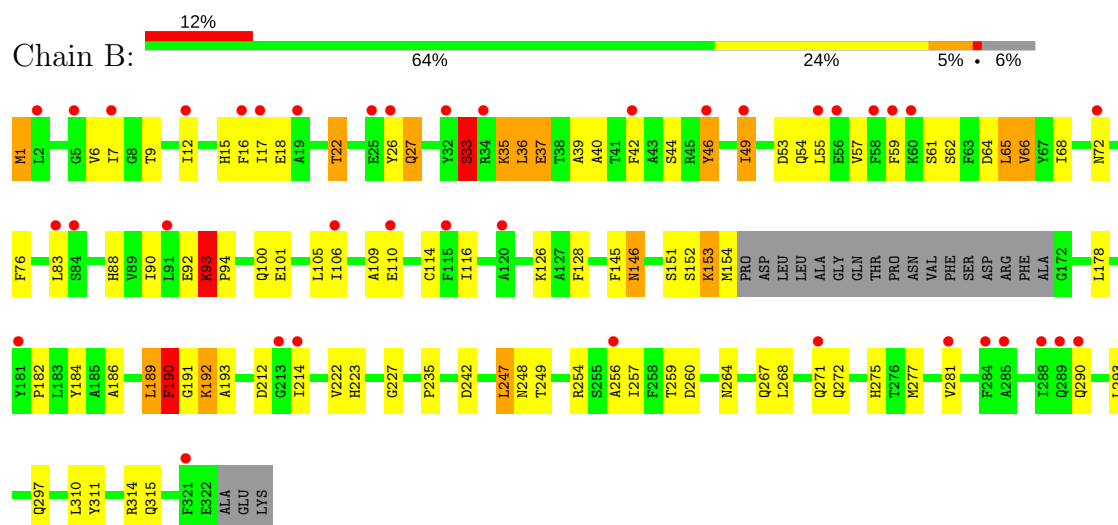 12%
Chain B:
64% 24% 5% • 6%
M1 L2 G5 V6 I7 G8 T9 I12 H15 F16 I17 E18 A19 T22 E25 Y26 Q27 Y32 S33 R34 K35 L36 E37 T38 A39 A40 T41 F42 A43 S44 R45 Y46 I49 D53 Q54 L55 E56 V57 F58 F59 K60 S61 S62 F63 D64 L65 V66 Y67 I68 N72
F76 L83 S84 H88 V89 I90 L91 E92 K93 P94 Q100 E101 L105 I106 A109 E110 C114 F115 I116 A120 K126 A127 F128 F145 N146 S151 S152 K153 M154 PRO ASP LEU LEU ALA GLY GLN THR PRO ASN VAL PHE SER ASP ARG PHE ALA G172 L178
Y181 P182 L183 Y184 A185 A186 L189 F190 G191 K192 A193 D212 G213 I214 V222 H223 G227 P235 D242 L247 N248 T249 R254 S255 A256 I257 F258 T259 D260 N264 Q267 L268 Q271 Q272 H275 T276 M277 V281 F284 A285 I288 Q289 Q290 L293
Q297 L310 Y311 R314 Q315 F321 E322 ALA GLU LYS